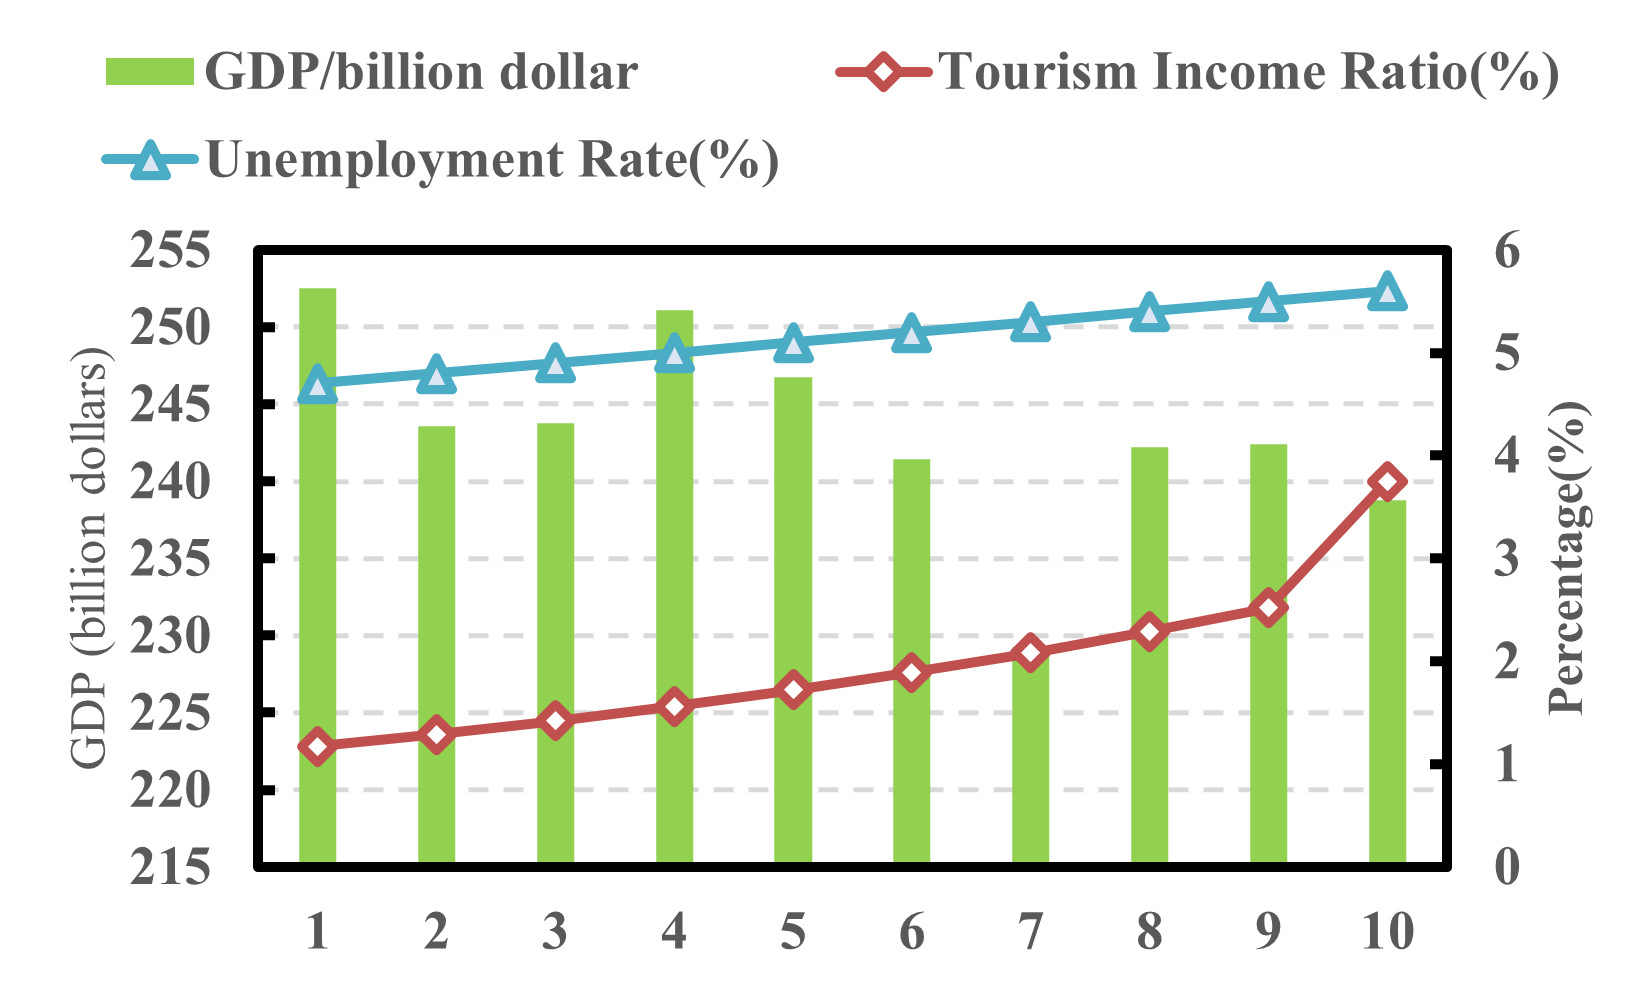 GDP/billion dollar
Tourism Income Ratio(%)
Unemployment Rate(%)
255
250
245
240
235
230
225
220
215
GDP (billion dollars)
6
5
4
3
2
1
0
Percentage(%)
1 2 3 4 5 6 7 8 9 10